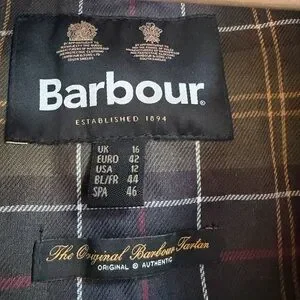 Barbour®
ESTABLISHED 1894
UK 16
EURO 42
USA 12
BL/FR 44
SPA 46
The Original Barbour Tartan
ORIGINAL & AUTHENTIC